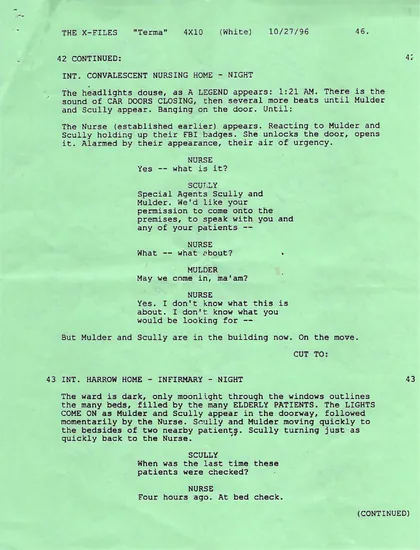 THE X-FILES "Terma" 4X10 (White) 10/27/96 46.
42 CONTINUED:
INT. CONVALESCENT NURSING HOME - NIGHT
The headlights douse, as A LEGEND appears: 1:21 AM. There is the
sound of CAR DOORS CLOSING, then several more beats until Mulder
and Scully appear. Banging on the door. Until:
The Nurse (established earlier) appears. Reacting to Mulder and
Scully holding up their FBI badges. She unlocks the door, opens
it. Alarmed by their appearance, their air of urgency.
NURSE
Yes -- what is it?
SCULLY
Special Agents Scully and
Mulder. We'd like your
permission to come onto the
premises, to speak with you and
any of your patients --
NURSE
What -- what about?
MULDER
May we come in, ma'am?
NURSE
Yes. I don't know what this is
about. I don't know what you
would be looking for --
But Mulder and Scully are in the building now. On the move.
CUT TO:
43 INT. HARROW HOME - INFIRMARY - NIGHT 43
The ward is dark, only moonlight through the windows outlines
the many beds, filled by the many ELDERLY PATIENTS. The LIGHTS
COME ON as Mulder and Scully appear in the doorway, followed
momentarily by the Nurse. Scully and Mulder moving quickly to
the bedsides of two nearby patients. Scully turning just as
quickly back to the Nurse.
SCULLY
When was the last time these
patients were checked?
NURSE
Four hours ago. At bed check.
(CONTINUED)